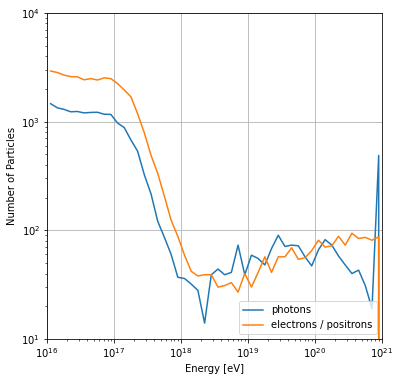 10^4
10^3
10^2
10^1
Number of Particles
photons
electrons / positrons
10^16 10^17 10^18 10^19 10^20 10^21
Energy [eV]